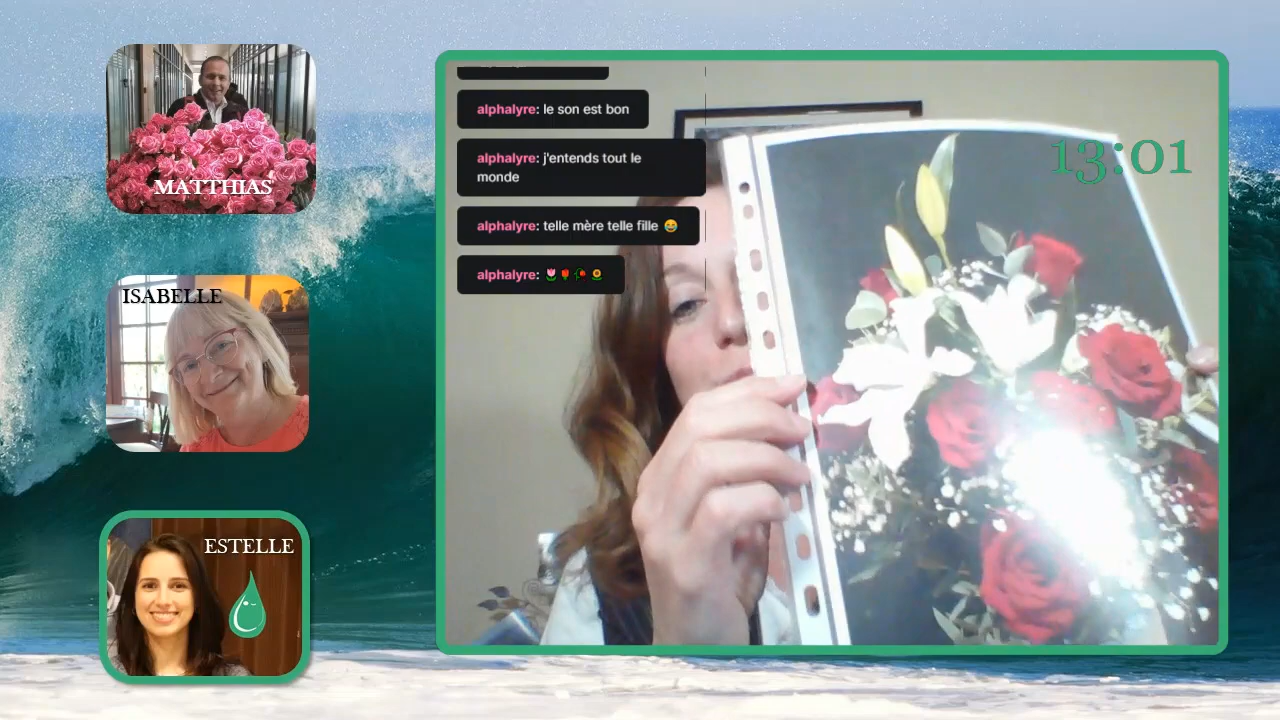 MATTHIAS
ISABELLE
ESTELLE
alphalyre: le son est bon
alphalyre: j'entends tout le
monde
alphalyre: telle mère telle fille 😂
alphalyre: 🌷🌹🥀🌻
13:01